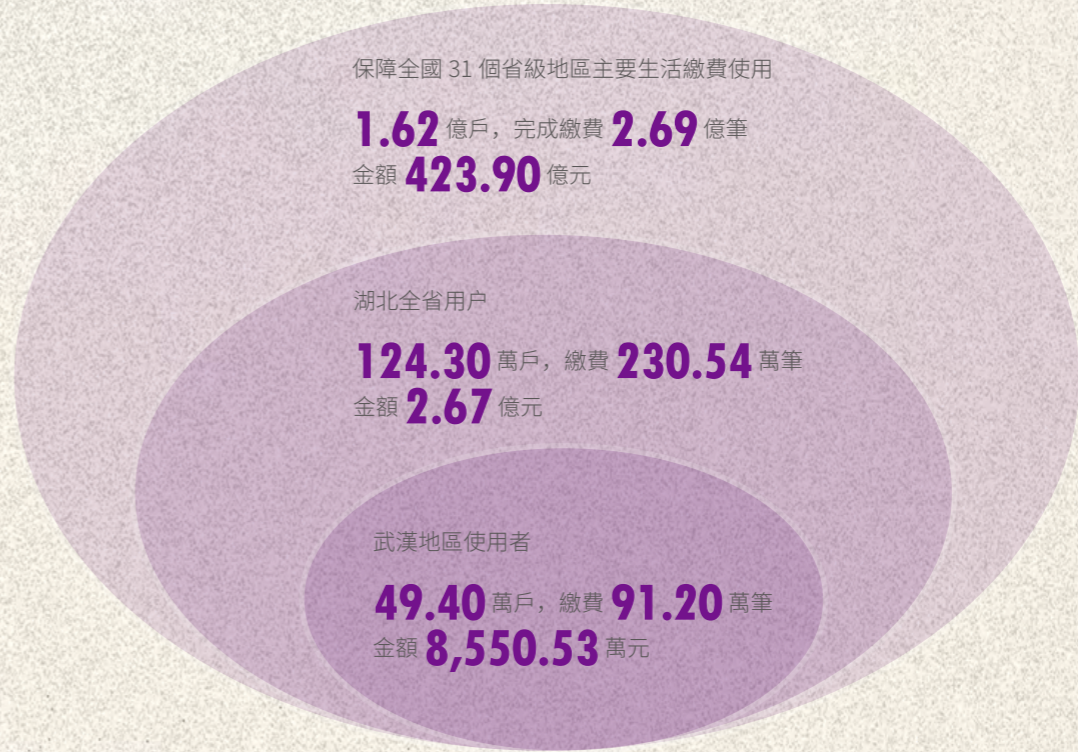 保障全國 31 個省級地區主要生活繳費使用
1.62 億戶，完成繳費 2.69 億筆
金額 423.90 億元
湖北全省用户
124.30 萬戶，繳費 230.54 萬筆
金額 2.67 億元
武漢地區使用者
49.40 萬戶，繳費 91.20 萬筆
金額 8,550.53 萬元